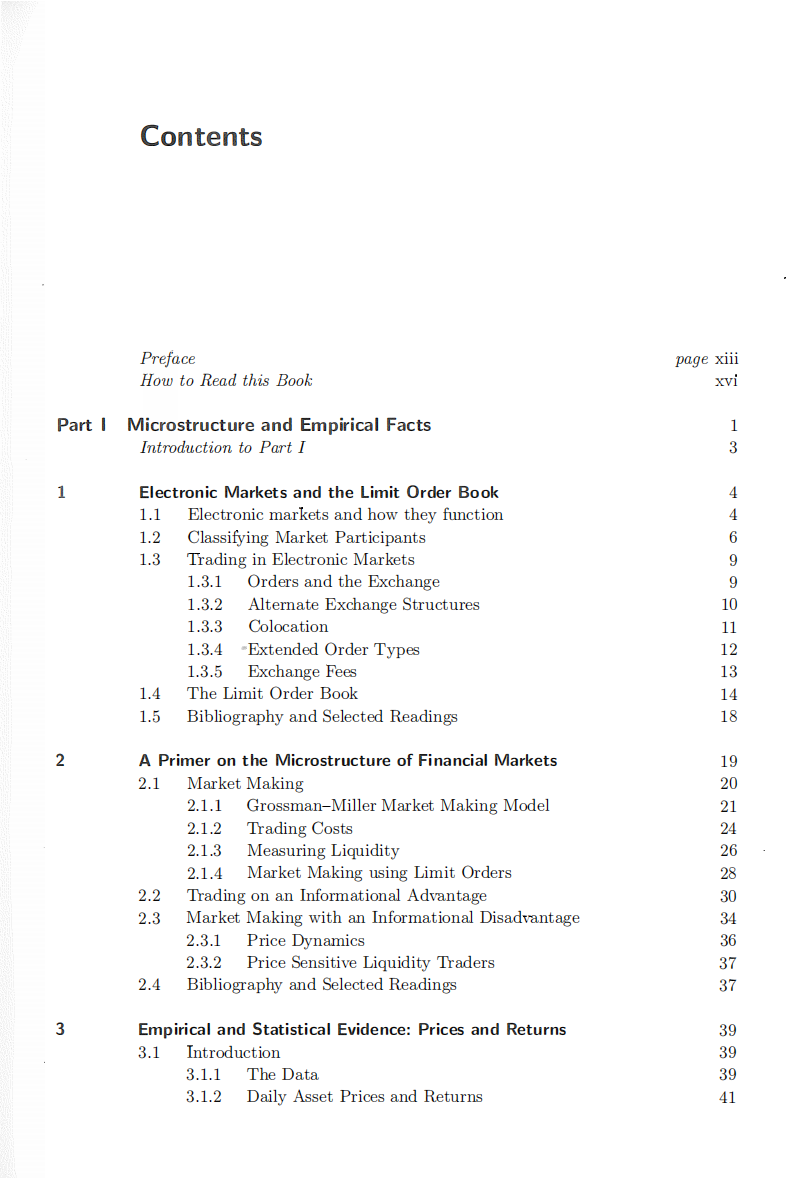 Contents
Preface page xiii
How to Read this Book xvi
Part I Microstructure and Empirical Facts 1
Introduction to Part I 3
1 Electronic Markets and the Limit Order Book 4
1.1 Electronic markets and how they function 4
1.2 Classifying Market Participants 6
1.3 Trading in Electronic Markets 9
1.3.1 Orders and the Exchange 9
1.3.2 Alternate Exchange Structures 10
1.3.3 Colocation 11
1.3.4 Extended Order Types 12
1.3.5 Exchange Fees 13
1.4 The Limit Order Book 14
1.5 Bibliography and Selected Readings 18
2 A Primer on the Microstructure of Financial Markets 19
2.1 Market Making 20
2.1.1 Grossman–Miller Market Making Model 21
2.1.2 Trading Costs 24
2.1.3 Measuring Liquidity 26
2.1.4 Market Making using Limit Orders 28
2.2 Trading on an Informational Advantage 30
2.3 Market Making with an Informational Disadvantage 34
2.3.1 Price Dynamics 36
2.3.2 Price Sensitive Liquidity Traders 37
2.4 Bibliography and Selected Readings 37
3 Empirical and Statistical Evidence: Prices and Returns 39
3.1 Introduction 39
3.1.1 The Data 39
3.1.2 Daily Asset Prices and Returns 41